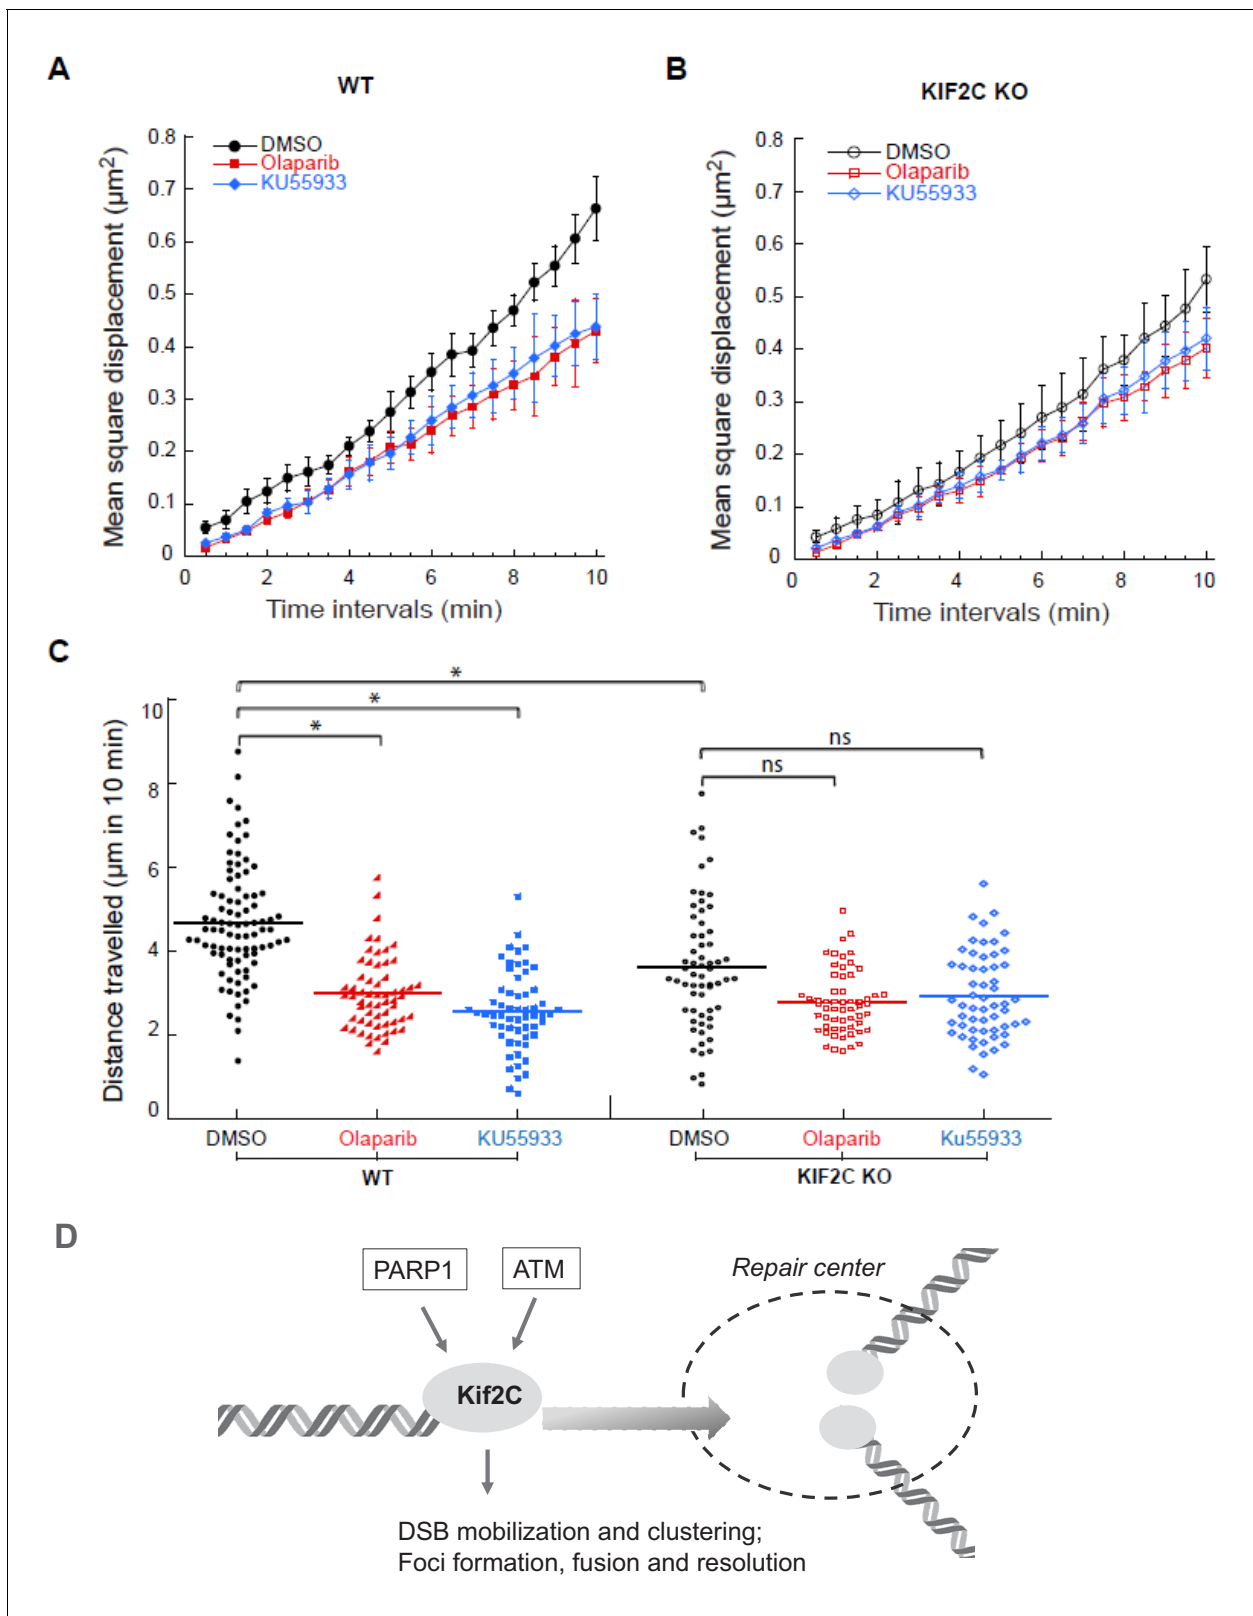 A
WT
DMSO
Olaparib
KU55933
Mean square displacement (µm²)
0.8
0.7
0.6
0.5
0.4
0.3
0.2
0.1
0
0 2 4 6 8 10
Time intervals (min)
B
KIF2C KO
DMSO
Olaparib
KU55933
Mean square displacement (µm²)
0.8
0.7
0.6
0.5
0.4
0.3
0.2
0.1
0
0 2 4 6 8 10
Time intervals (min)
C
Distance travelled (µm in 10 min)
10
8
6
4
2
0
*
*
*
ns
ns
DMSO Olaparib KU55933 DMSO Olaparib Ku55933
WT KIF2C KO
D
PARP1 ATM
Repair center
Kif2C
DSB mobilization and clustering;
Foci formation, fusion and resolution